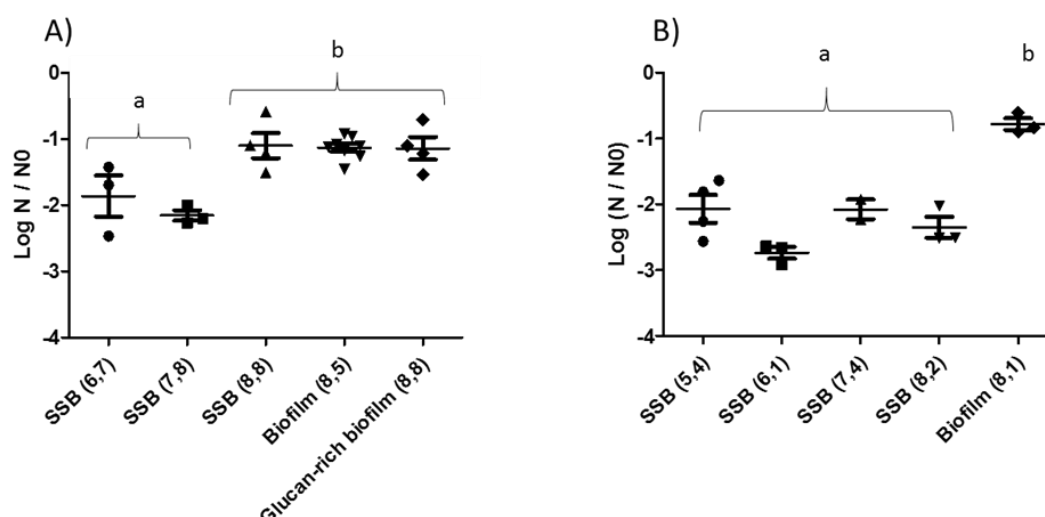 A)
a
b
Log N / N0
-0
-1
-2
-3
-4
SSB (6,7)
SSB (7,8)
SSB (8,8)
Biofilm (8,5)
Glucan-rich biofilm (8,8)
B)
a
b
Log (N / N0)
0
-1
-2
-3
-4
SSB (5,4)
SSB (6,1)
SSB (7,4)
SSB (8,2)
Biofilm (8,1)